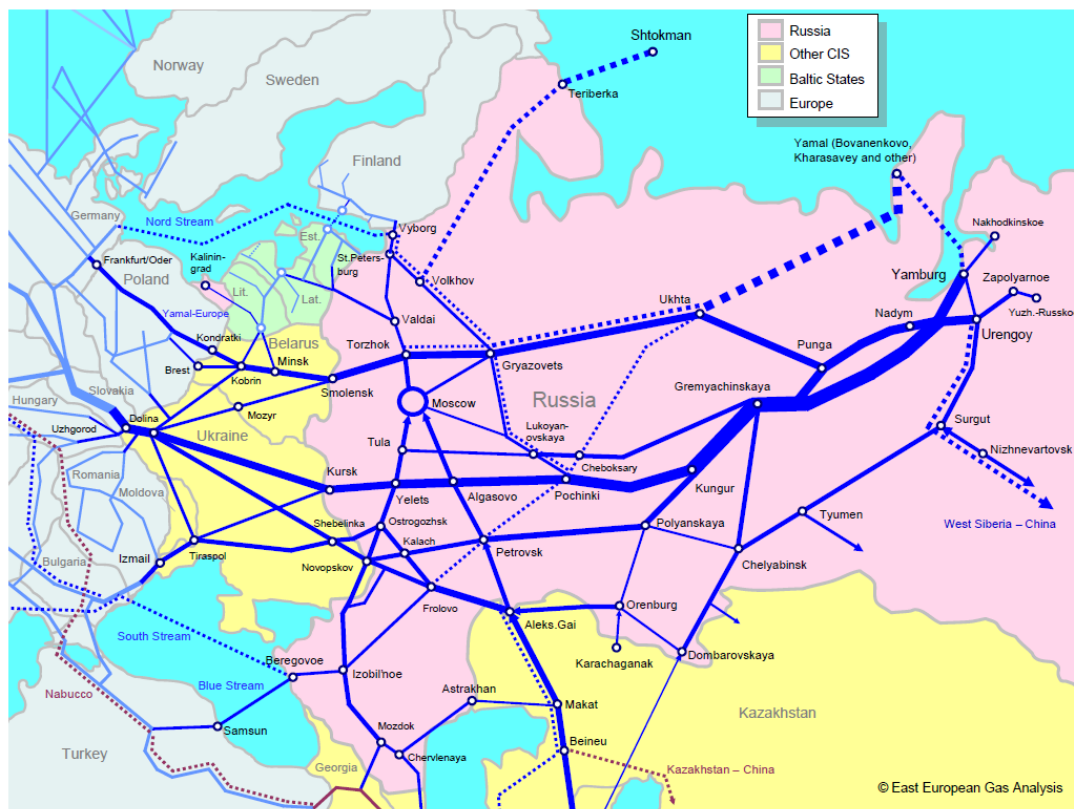 Russia
Other CIS
Baltic States
Europe
Shtokman
Teriberka
Norway
Sweden
Finland
Yamal (Bovanenkovo,
Kharasavey and other)
Nakhodkinskoe
Yamburg
Zapolyarnoe
Yuzh.-Russkoe
Urengoy
Nadym
Punga
Ukhta
Germany
Nord Stream
Vyborg
Est.
St.Peters-
burg
Volkhov
Frankfurt/Oder
Kalinin-
grad
Poland
Lit.
Lat.
Yamal-Europe
Valdai
Torzhok
Belarus
Kondratki
Minsk
Brest
Kobrin
Smolensk
Gryazovets
Gremyachinskaya
Russia
Moscow
Slovakia
Hungary
Dolina
Mozyr
Uzhgorod
Ukraine
Tula
Lukoyan-
ovskaya
Cheboksary
Surgut
Nizhnevartovsk
Romania
Moldova
Kursk
Yelets
Algasovo
Pochinki
Kungur
Tyumen
West Siberia – China
Shebelinka
Ostrogozhsk
Kalach
Petrovsk
Polyanskaya
Chelyabinsk
Izmail
Tiraspol
Novopskov
Bulgaria
Frolovo
Aleks.Gai
Orenburg
South Stream
Beregovoe
Izobil'noe
Karachaganak
Dombarovskaya
Blue Stream
Nabucco
Astrakhan
Makat
Kazakhstan
Samsun
Mozdok
Beineu
Turkey
Chervlenaya
Georgia
Kazakhstan – China
© East European Gas Analysis